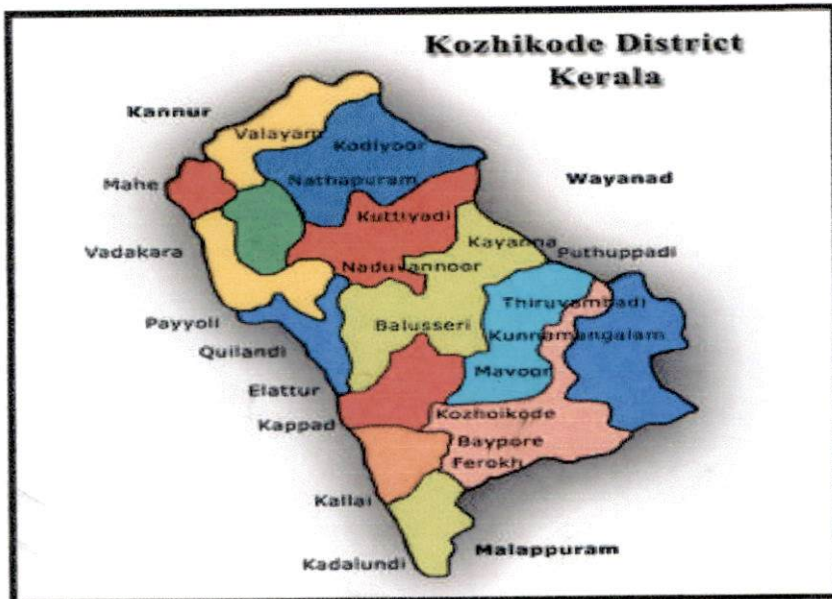 Kozhikode District
Kerala
Kannur
Valayam
Kodiyoor
Mahe
Nathapuram
Wayanad
Kuttiyadi
Kayanna
Vadakara
Puthuppadi
Naduvannoor
Thiruvambadi
Payyoli
Balusseri
Kunnamangalam
Quilandi
Mavoor
Elattur
Kozhoikode
Kappad
Baypore
Ferokh
Kallai
Malappuram
Kadalundi